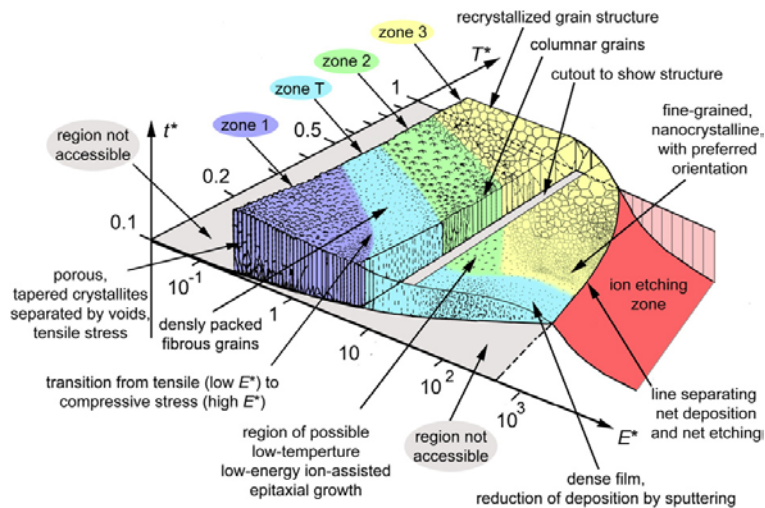 recrystallized grain structure
columnar grains
cutout to show structure
zone 3
T*
zone 2
zone T
zone 1
1
0.5
0.2
0.1
region not
accessible
t*
fine-grained,
nanocrystalline,
with preferred
orientation
porous,
tapered crystallites
separated by voids,
tensile stress
10-1
1
10
102
103
E*
densly packed
fibrous grains
ion etching
zone
transition from tensile (low E*) to
compressive stress (high E*)
region of possible
low-temperture
low-energy ion-assisted
epitaxial growth
region not
accessible
line separating
net deposition
and net etching
dense film,
reduction of deposition by sputtering